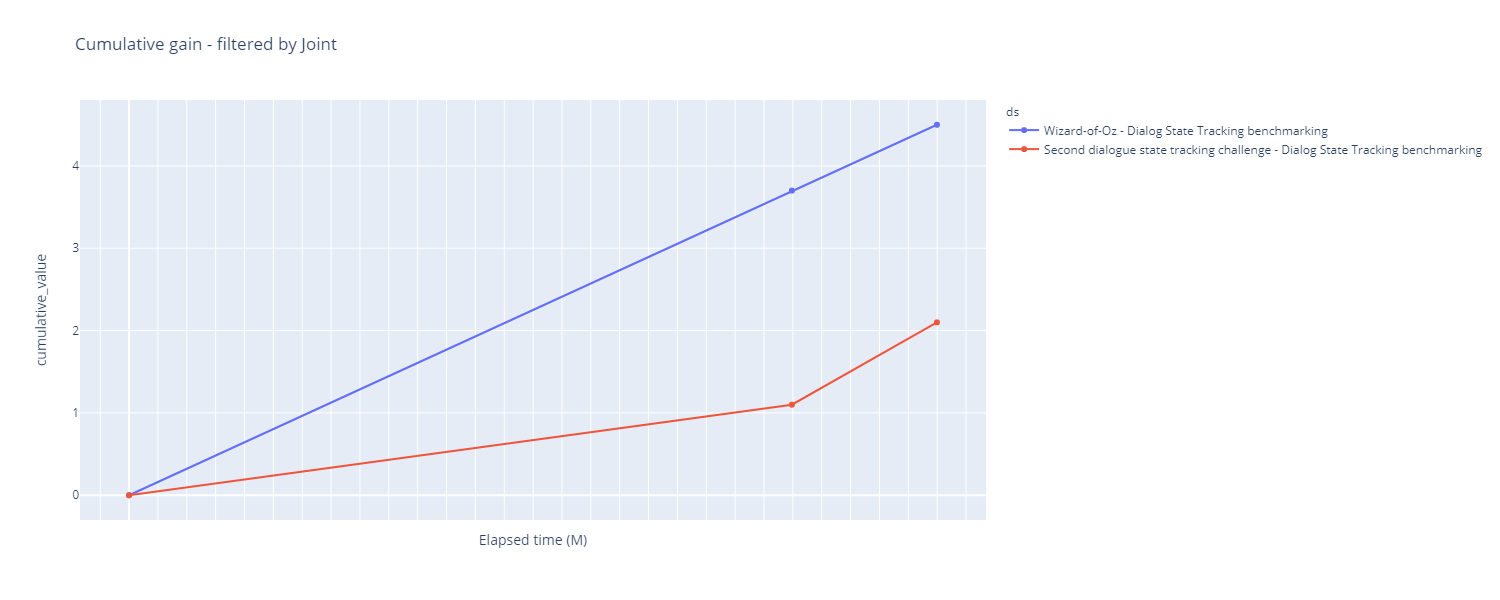 Cumulative gain - filtered by Joint
ds
Wizard-of-Oz - Dialog State Tracking benchmarking
Second dialogue state tracking challenge - Dialog State Tracking benchmarking
4
3
2
1
0
cumulative_value
Elapsed time (M)